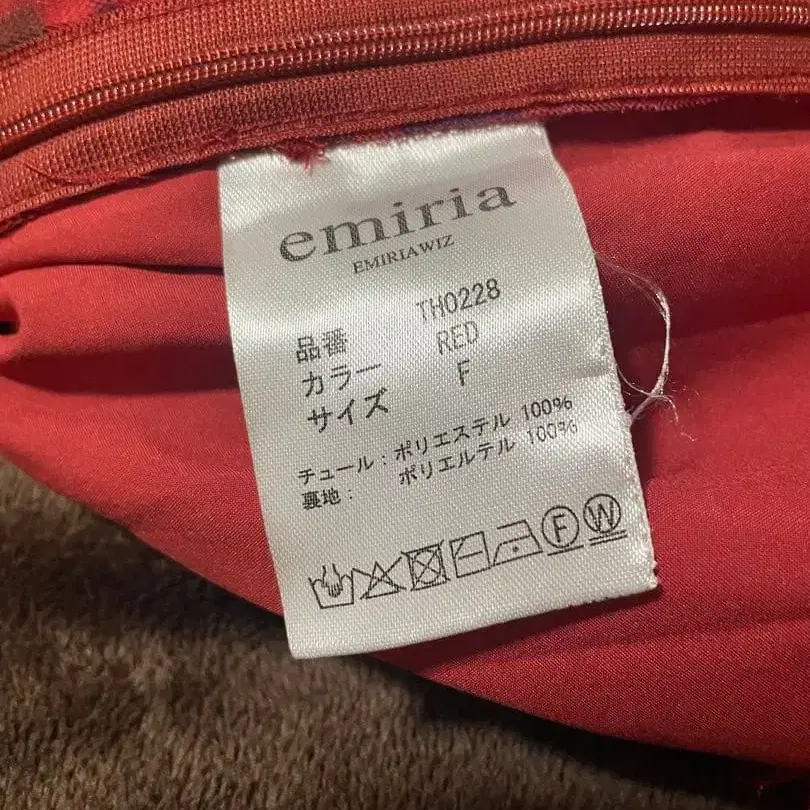 emiria
EMIRIAWIZ
品番 TH0228
カラー RED
サイズ F
チュール：ポリエステル 100%
裏地： ポリエルテル 100%
F W